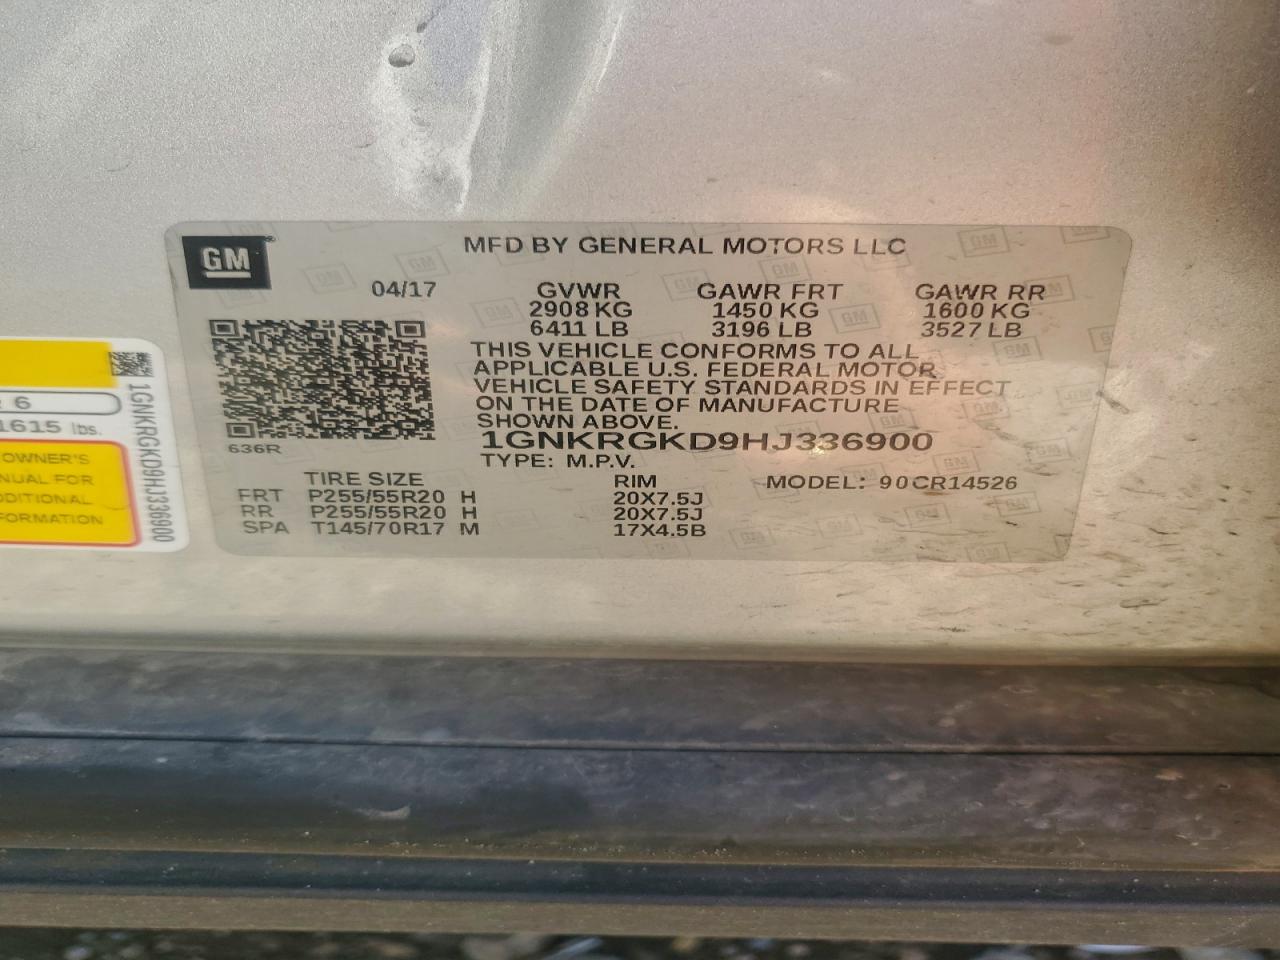 GM
MFD BY GENERAL MOTORS LLC
04/17 GVWR GAWR FRT GAWR RR
2908 KG 1450 KG 1600 KG
6411 LB 3196 LB 3527 LB
THIS VEHICLE CONFORMS TO ALL
APPLICABLE U.S. FEDERAL MOTOR
VEHICLE SAFETY STANDARDS IN EFFECT
ON THE DATE OF MANUFACTURE
SHOWN ABOVE.
636R 1GNKRGKD9HJ336900
TYPE: M.P.V.
TIRE SIZE RIM MODEL: 90CR14526
FRT P255/55R20 H 20X7.5J
RR P255/55R20 H 20X7.5J
SPA T145/70R17 M 17X4.5B
6
1615 lbs.
OWNER'S
NUAL FOR
DDITIONAL
FORMATION
1GNKRGKD9HJ336900